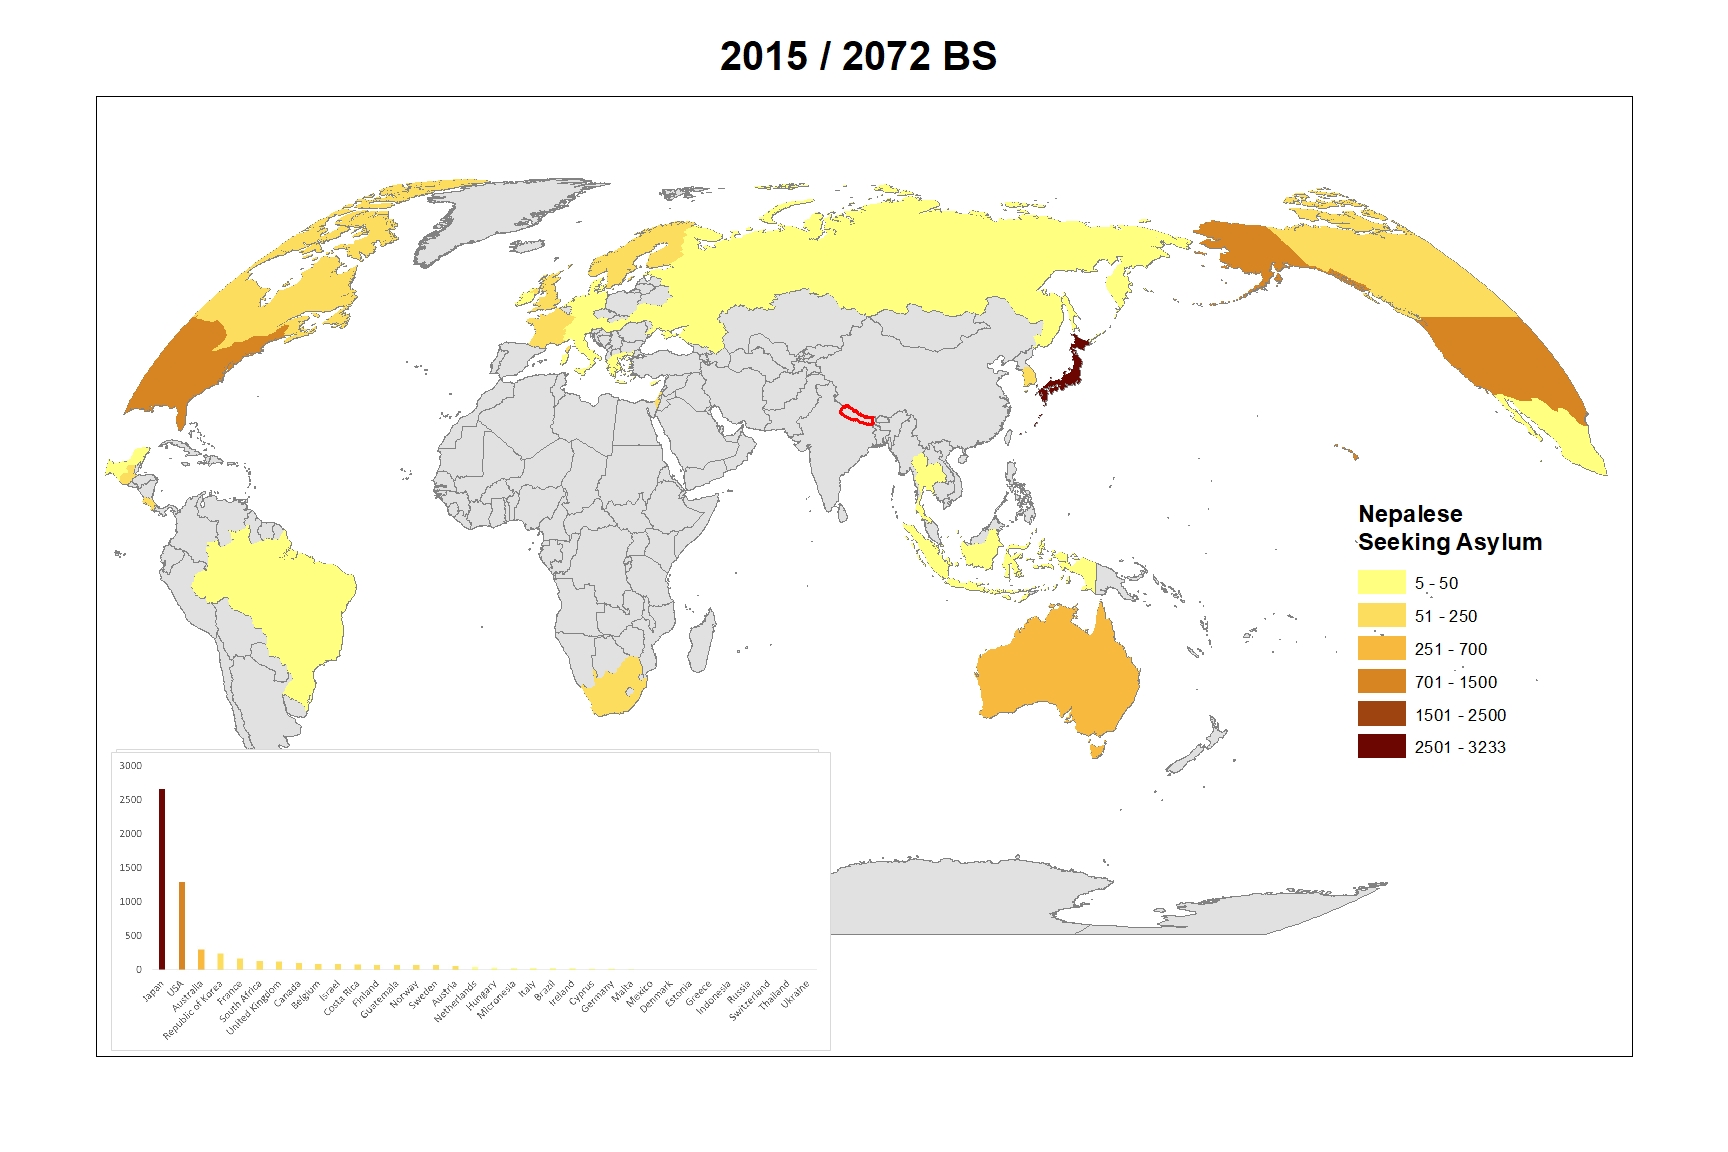 2015 / 2072 BS
Nepalese
Seeking Asylum
5 - 50
51 - 250
251 - 700
701 - 1500
1501 - 2500
2501 - 3233
3000
2500
2000
1500
1000
500
0
Japan
USA
Australia
Republic of Korea
France
South Africa
United Kingdom
Canada
Belgium
Israel
Costa Rica
Finland
Guatemala
Norway
Sweden
Austria
Netherlands
Hungary
Micronesia
Italy
Brazil
Ireland
Cyprus
Germany
Malta
Mexico
Denmark
Estonia
Greece
Indonesia
Russia
Switzerland
Thailand
Ukraine